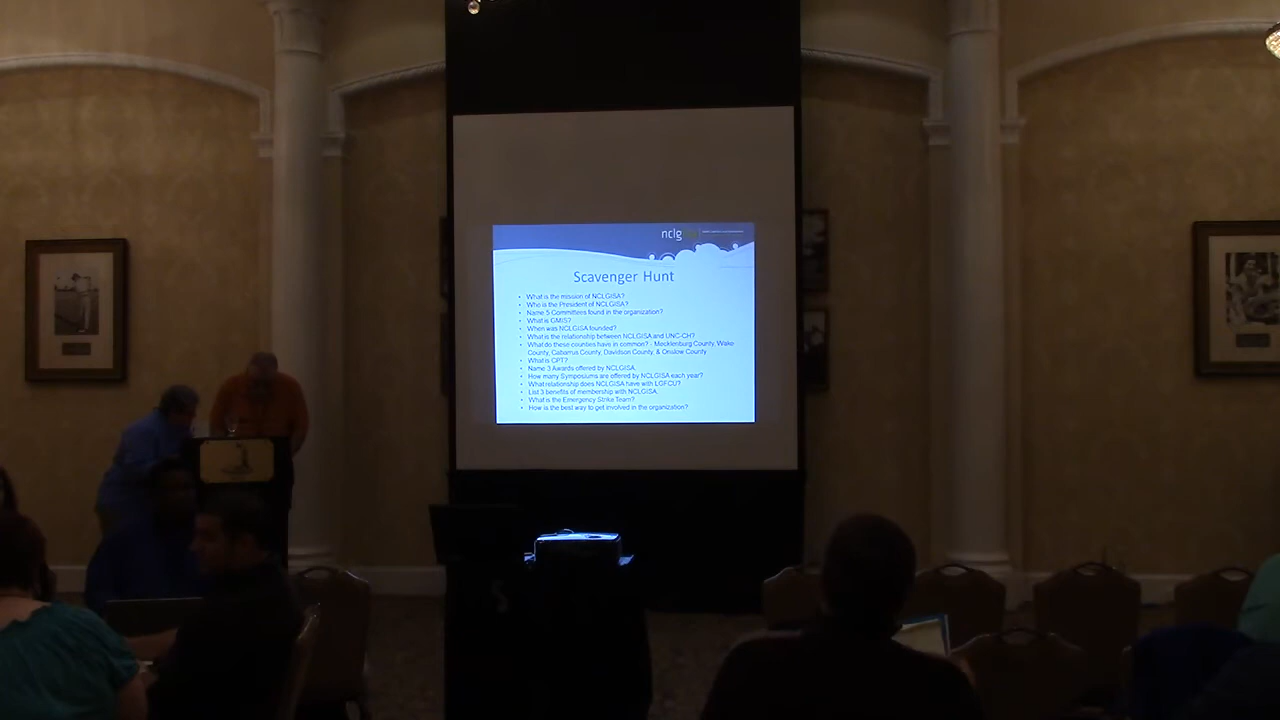 nclg
Scavenger Hunt
• What is the mission of NCLGISA?
• Who is the President of NCLGISA?
• Name 5 Committees found in the organization?
• What is GMIS?
• When was NCLGISA founded?
• What is the relationship between NCLGISA and UNC-CH?
• What do these counties have in common? - Mecklenburg County, Wake
County, Cabarrus County, Davidson County, & Onslow County
• What is CPT?
• Name 3 Awards offered by NCLGISA.
• How many Symposiums are offered by NCLGISA each year?
• What relationship does NCLGISA have with LGFCU?
• List 3 benefits of membership with NCLGISA.
• What is the Emergency Strike Team?
• How is the best way to get involved in the organization?